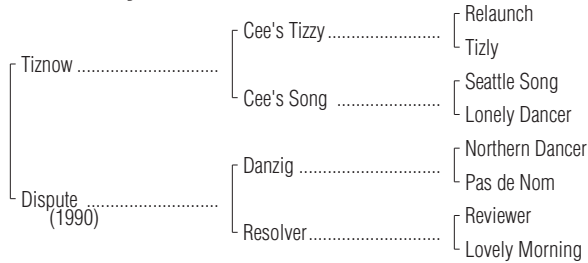 Relaunch
Cee's Tizzy ..............................
Tizly
Tiznow ......................................
Seattle Song
Cee's Song ............................
Lonely Dancer
Northern Dancer
Danzig ....................................
Pas de Nom
Dispute ...................................
(1990)
Reviewer
Resolver...................................
Lovely Morning